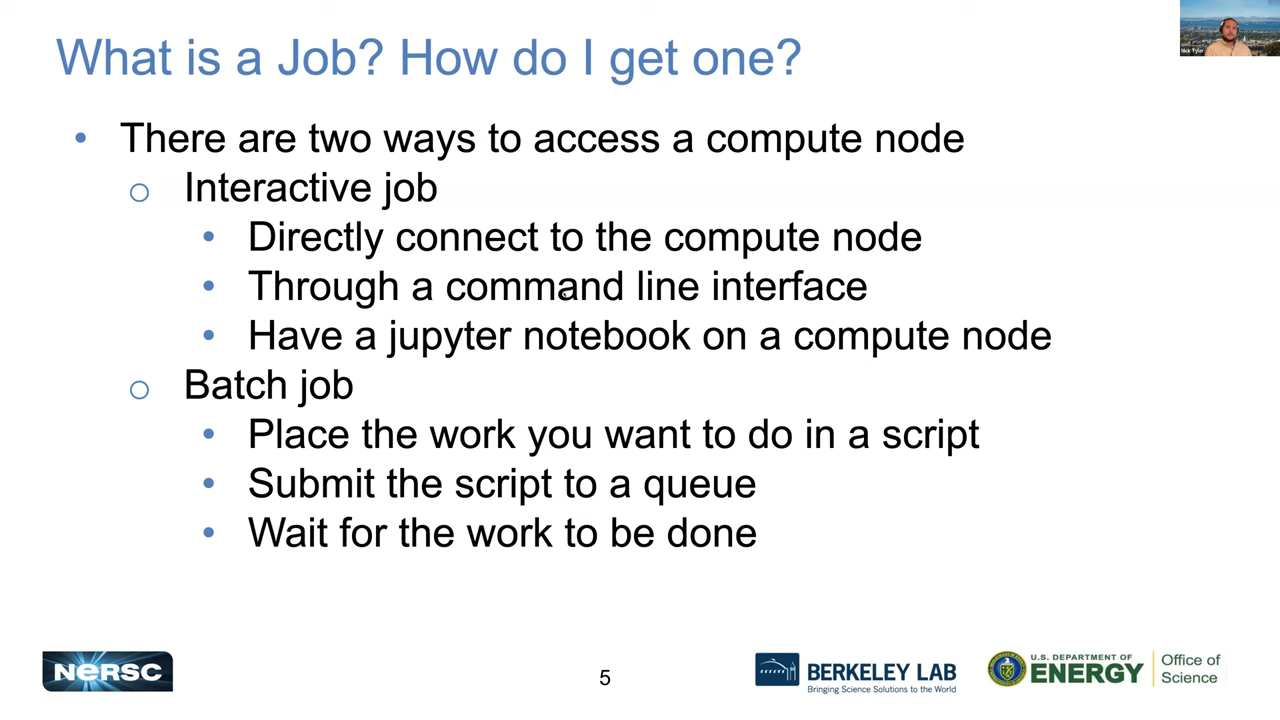 What is a Job? How do I get one?
Nick Tyler
• There are two ways to access a compute node
o Interactive job
• Directly connect to the compute node
• Through a command line interface
• Have a jupyter notebook on a compute node
o Batch job
• Place the work you want to do in a script
• Submit the script to a queue
• Wait for the work to be done
NERSC
5
BERKELEY LAB
Bringing Science Solutions to the World
U.S. DEPARTMENT OF
ENERGY
Office of
Science